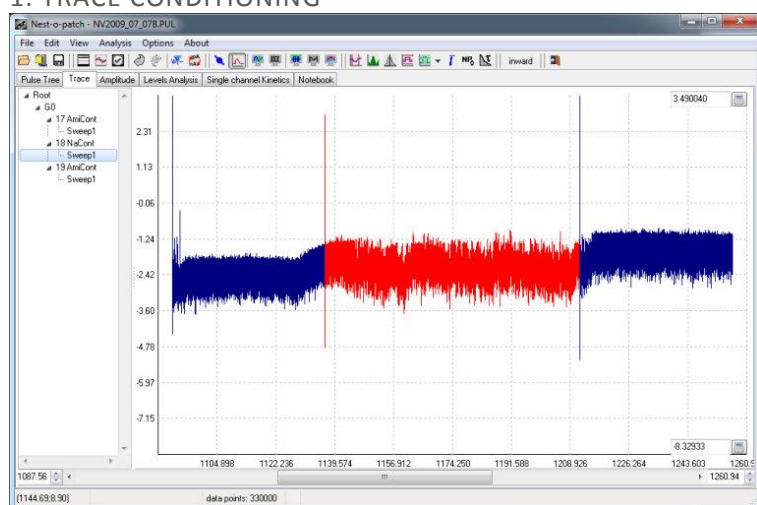 1. TRACE CONDITIONING
Nest-o-patch - NV2009_07_07B.PUL
File Edit View Analysis Options About
inward
Pulse Tree Trace Amplitude Levels Analysis Single channel Kinetics Notebook
Root
G0
17 AmiCont
Sweep1
18 NaCont
Sweep1
19 AmiCont
Sweep1
3.490040
2.31
1.13
-0.06
-1.24
-2.42
-3.60
-4.78
-5.97
-7.15
-8.32933
1104.898 1122.236 1139.574 1156.912 1174.250 1191.588 1208.926 1226.264 1243.603 1260.9
1087.56 1260.94
(1144.69;8.90) data points: 330000